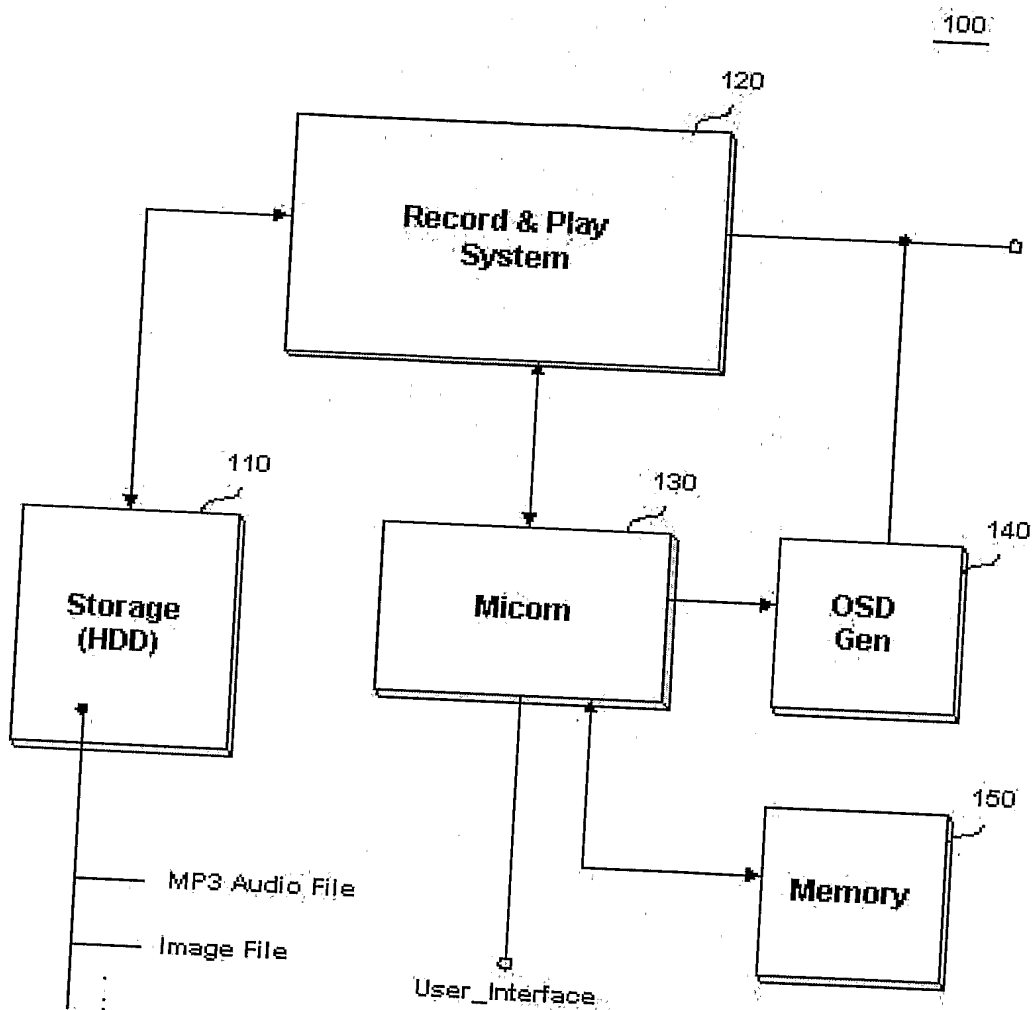 100
120
Record & Play
System
110
Storage
(HDD)
130
Micom
140
OSD
Gen
150
Memory
MP3 Audio File
Image File
User_Interface